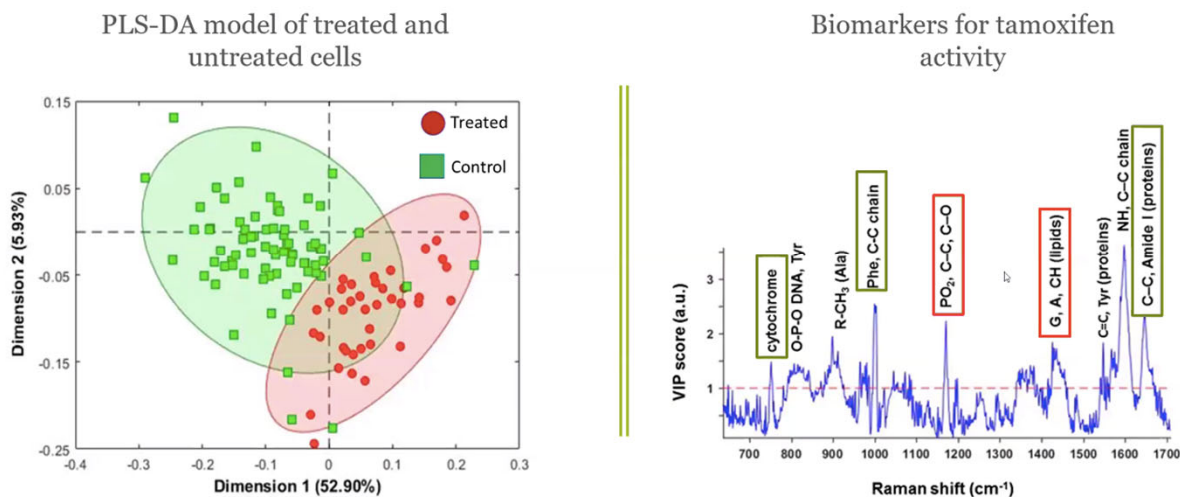 PLS-DA model of treated and
untreated cells
Dimension 2 (5.93%)
0.15
0.05
-0.05
-0.15
-0.25
-0.4
-0.3
-0.2
-0.1
0
0.1
0.2
0.3
Dimension 1 (52.90%)
Treated
Control
Biomarkers for tamoxifen
activity
VIP score (a.u.)
3
2
1
cytochrome
O-P-O DNA, Tyr
R-CH₃ (Ala)
Phe, C-C chain
PO₂, C-C, C-O
G, A, CH (lipids)
C=C, Tyr (proteins)
NH, C-C chain
C-C, Amide I (proteins)
700
800
900
1000
1100
1200
1300
1400
1500
1600
1700
Raman shift (cm⁻¹)